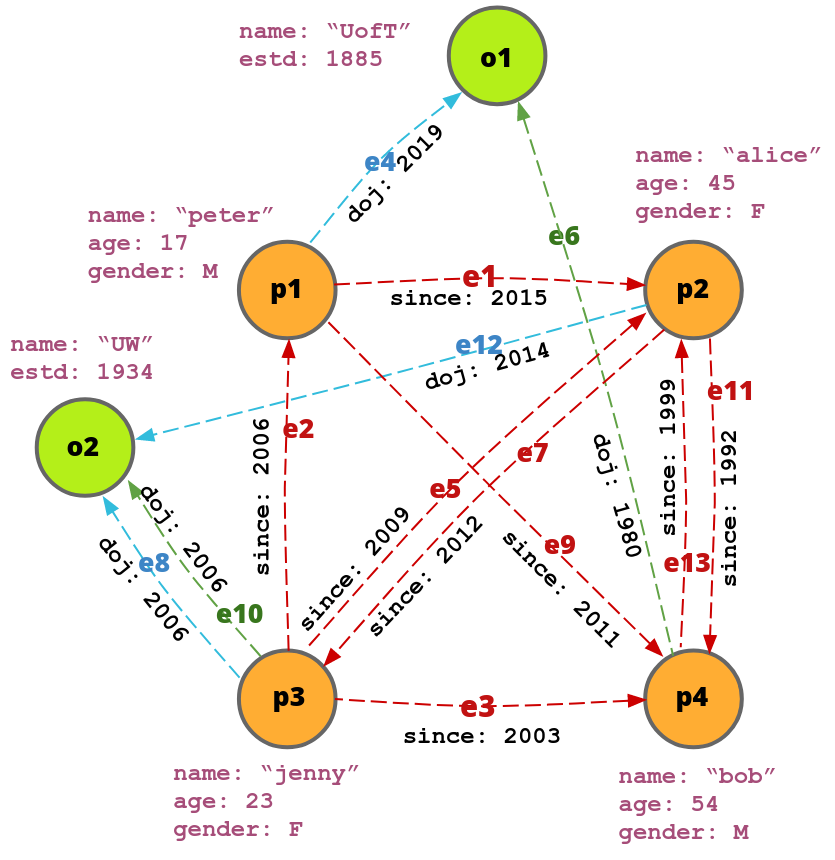 name: “UofT”
estd: 1885
o1
e4
doj: 2019
name: “alice”
age: 45
gender: F
name: “peter”
age: 17
gender: M
e6
p1
e1
since: 2015
p2
name: “UW”
estd: 1934
e12
doj: 2014
e11
o2
e2
since: 2006
e7
e5
since: 1999
since: 1992
doj: 1980
doj: 2006
e8
doj: 2006
e10
since: 2009
since: 2012
e9
since: 2011
e13
p3
e3
since: 2003
p4
name: “jenny”
age: 23
gender: F
name: “bob”
age: 54
gender: M